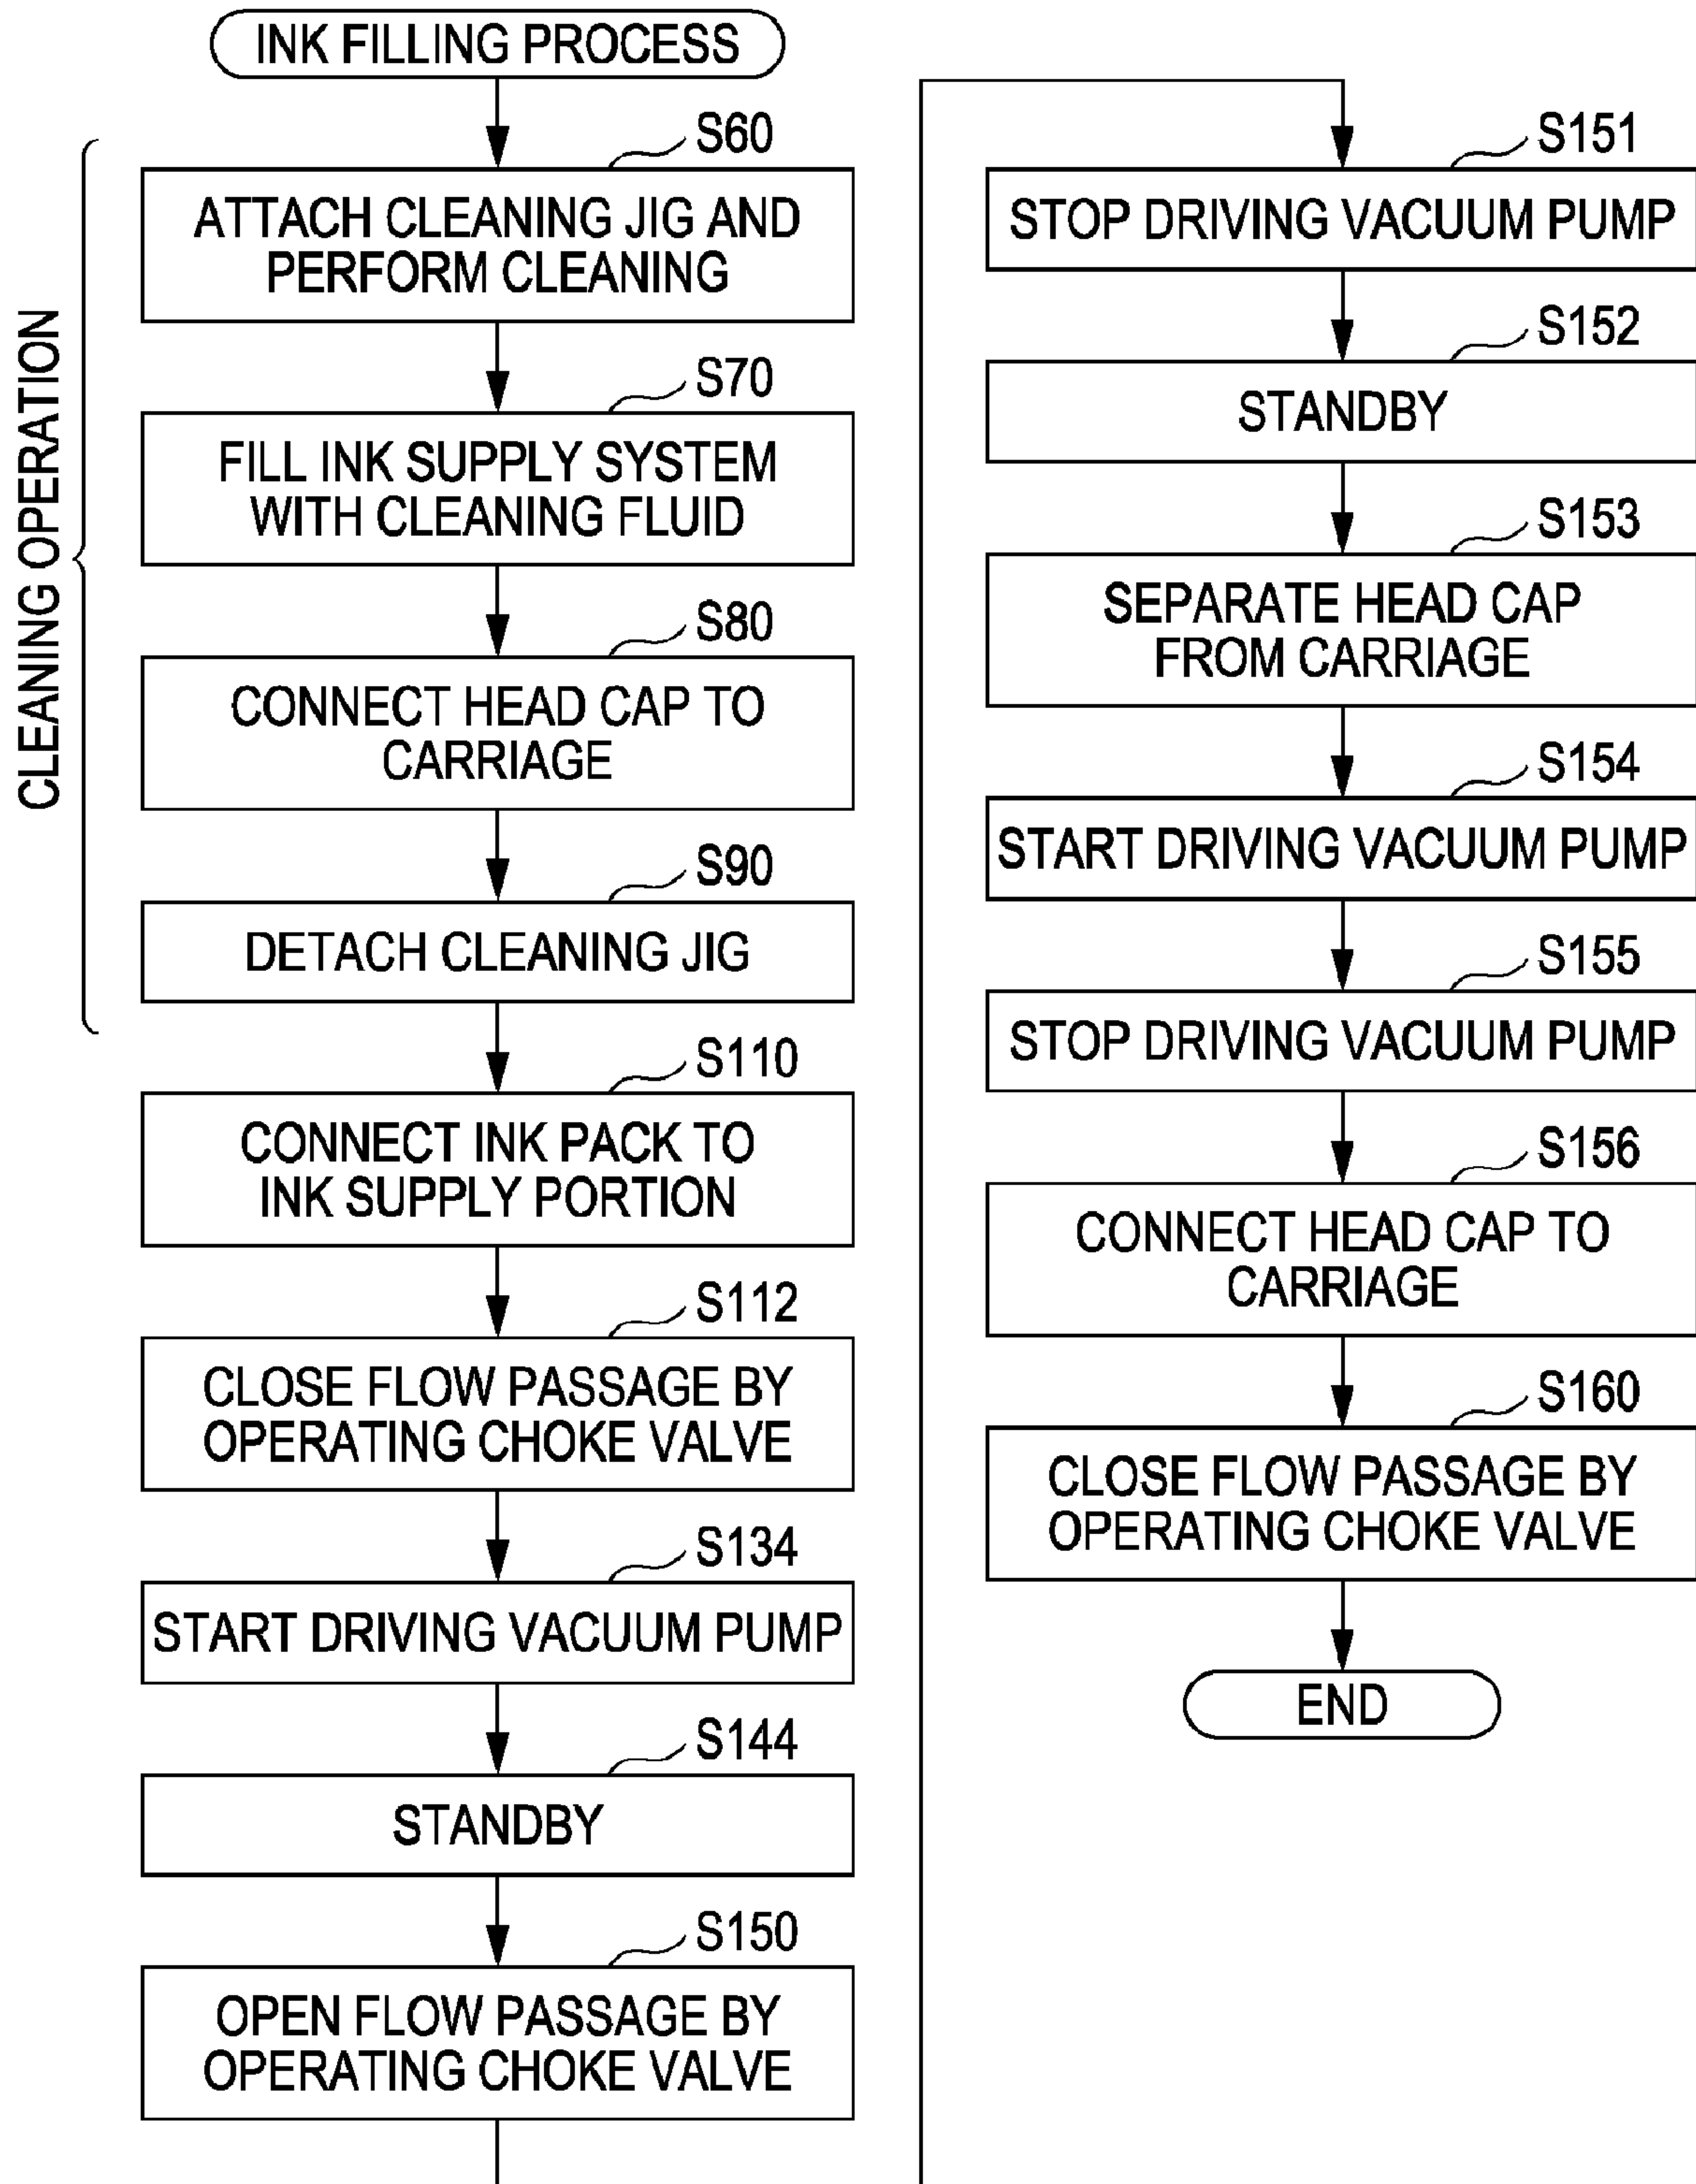 INK FILLING PROCESS
CLEANING OPERATION
S60
ATTACH CLEANING JIG AND
PERFORM CLEANING
S70
FILL INK SUPPLY SYSTEM
WITH CLEANING FLUID
S80
CONNECT HEAD CAP TO
CARRIAGE
S90
DETACH CLEANING JIG
S110
CONNECT INK PACK TO
INK SUPPLY PORTION
S112
CLOSE FLOW PASSAGE BY
OPERATING CHOKE VALVE
S134
START DRIVING VACUUM PUMP
S144
STANDBY
S150
OPEN FLOW PASSAGE BY
OPERATING CHOKE VALVE
S151
STOP DRIVING VACUUM PUMP
S152
STANDBY
S153
SEPARATE HEAD CAP
FROM CARRIAGE
S154
START DRIVING VACUUM PUMP
S155
STOP DRIVING VACUUM PUMP
S156
CONNECT HEAD CAP TO
CARRIAGE
S160
CLOSE FLOW PASSAGE BY
OPERATING CHOKE VALVE
END